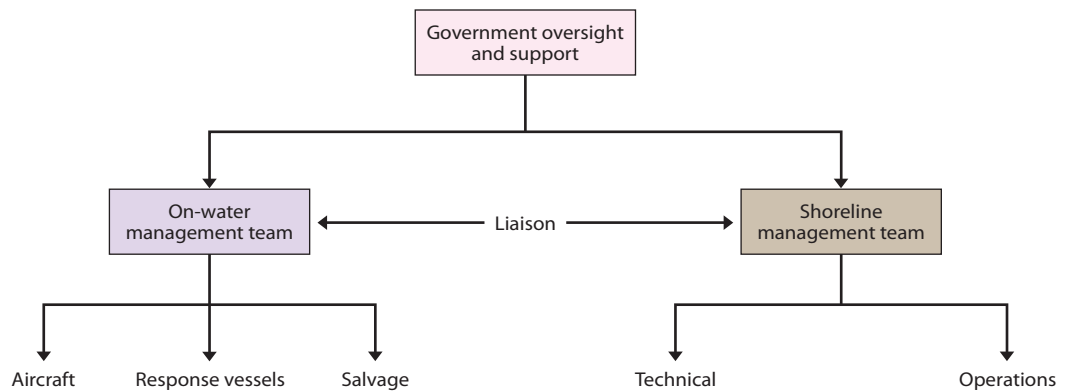 Government oversight
and support
On-water
management team
Liaison
Shoreline
management team
Aircraft
Response vessels
Salvage
Technical
Operations